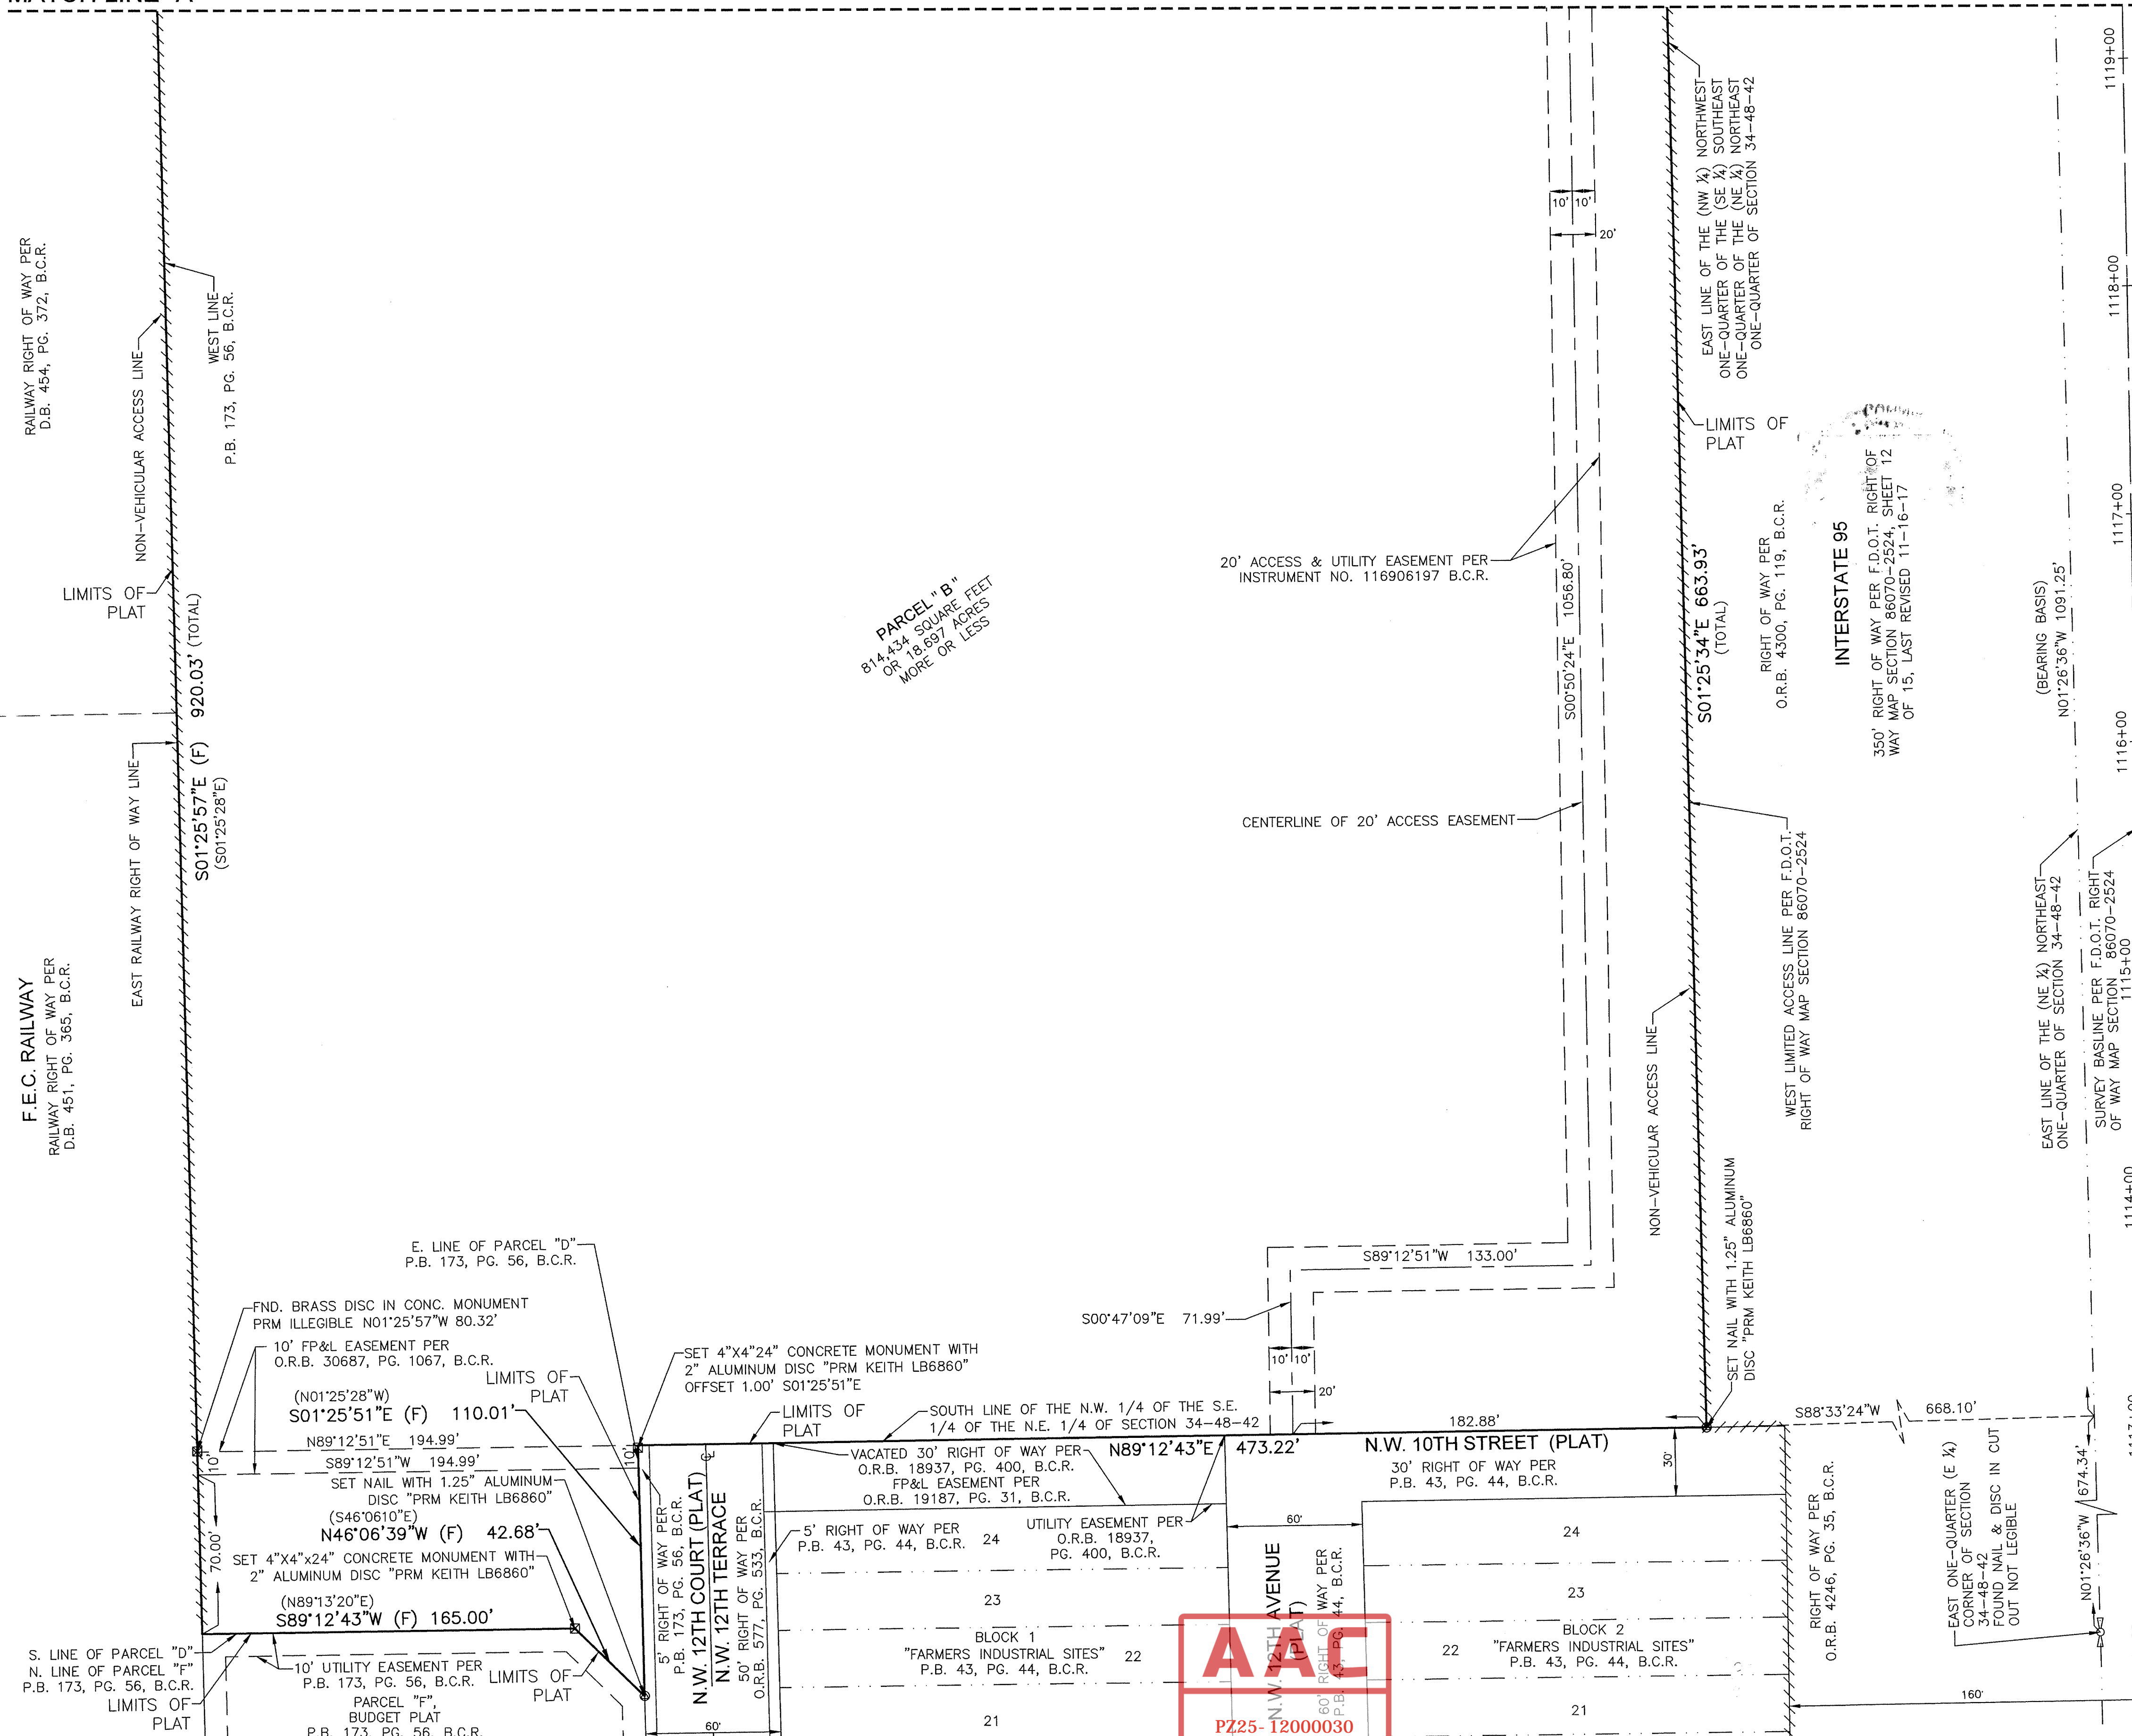 RAILWAY RIGHT OF WAY PER
D.B. 454, PG. 372, B.C.R.
NON-VEHICULAR ACCESS LINE
WEST LINE
P.B. 173, PG. 56, B.C.R.
LIMITS OF
PLAT
S01°25'57"E (F) 920.03' (TOTAL)
(S01°25'28"E)
EAST RAILWAY RIGHT OF WAY LINE
F.E.C. RAILWAY
RAILWAY RIGHT OF WAY PER
D.B. 451, PG. 365, B.C.R.
PARCEL "B"
814,434 SQUARE FEET
OR 18.697 ACRES
MORE OR LESS
10' 10'
20'
20' ACCESS & UTILITY EASEMENT PER
INSTRUMENT NO. 116906197 B.C.R.
S00°50'24"E 1056.80'
CENTERLINE OF 20' ACCESS EASEMENT
EAST LINE OF THE (NW ¼) NORTHWEST
ONE-QUARTER OF THE (SE ¼) SOUTHEAST
ONE-QUARTER OF THE (NE ¼) NORTHEAST
ONE-QUARTER OF SECTION 34-48-42
LIMITS OF
PLAT
S01°25'34"E 663.93'
(TOTAL)
RIGHT OF WAY PER
O.R.B. 4300, PG. 119, B.C.R.
INTERSTATE 95
350' RIGHT OF WAY PER F.D.O.T. RIGHT OF
WAY MAP SECTION 86070-2524, SHEET 12
OF 15, LAST REVISED 11-16-17
(BEARING BASIS)
N01°26'36"W 1091.25'
1119+00
1118+00
1117+00
1116+00
1115+00
1114+00
NON-VEHICULAR ACCESS LINE
WEST LIMITED ACCESS LINE PER F.D.O.T.
RIGHT OF WAY MAP SECTION 86070-2524
EAST LINE OF THE (NE ¼) NORTHEAST
ONE-QUARTER OF SECTION 34-48-42
SURVEY BASLINE PER F.D.O.T. RIGHT
OF WAY MAP SECTION 86070-2524
SET NAIL WITH 1.25" ALUMINUM
DISC "PRM KEITH LB6860"
S89°12'51"W 133.00'
S00°47'09"E 71.99'
10' 10'
20'
E. LINE OF PARCEL "D"
P.B. 173, PG. 56, B.C.R.
FND. BRASS DISC IN CONC. MONUMENT
PRM ILLEGIBLE N01°25'57"W 80.32'
10' FP&L EASEMENT PER
O.R.B. 30687, PG. 1067, B.C.R.
LIMITS OF
PLAT
(N01°25'28"W)
S01°25'51"E (F) 110.01'
N89°12'51"E 194.99'
S89°12'51"W 194.99'
10'
10'
70.00'
SET NAIL WITH 1.25" ALUMINUM
DISC "PRM KEITH LB6860"
(S46°0610"E)
N46°06'39"W (F) 42.68'
SET 4"X4"x24" CONCRETE MONUMENT WITH
2" ALUMINUM DISC "PRM KEITH LB6860"
(N89°13'20"E)
S89°12'43"W (F) 165.00'
S. LINE OF PARCEL "D"
N. LINE OF PARCEL "F"
P.B. 173, PG. 56, B.C.R.
LIMITS OF
PLAT
10' UTILITY EASEMENT PER
P.B. 173, PG. 56, B.C.R.
LIMITS OF
PLAT
PARCEL "F",
BUDGET PLAT
P.B. 173, PG. 56, B.C.R.
SET 4"X4"24" CONCRETE MONUMENT WITH
2" ALUMINUM DISC "PRM KEITH LB6860"
OFFSET 1.00' S01°25'51"E
LIMITS OF
PLAT
SOUTH LINE OF THE N.W. 1/4 OF THE S.E.
1/4 OF THE N.E. 1/4 OF SECTION 34-48-42
182.88'
N89°12'43"E 473.22'
N.W. 10TH STREET (PLAT)
30' RIGHT OF WAY PER
P.B. 43, PG. 44, B.C.R.
30'
VACATED 30' RIGHT OF WAY PER
O.R.B. 18937, PG. 400, B.C.R.
FP&L EASEMENT PER
O.R.B. 19187, PG. 31, B.C.R.
5' RIGHT OF WAY PER
P.B. 173, PG. 56, B.C.R.
N.W. 12TH COURT (PLAT)
N.W. 12TH TERRACE
50' RIGHT OF WAY PER
O.R.B. 577, PG. 533, B.C.R.
60'
5' RIGHT OF WAY PER
P.B. 43, PG. 44, B.C.R.
24
UTILITY EASEMENT PER
O.R.B. 18937,
PG. 400, B.C.R.
23
BLOCK 1
"FARMERS INDUSTRIAL SITES"
P.B. 43, PG. 44, B.C.R.
22
21
60'
N.W. 12TH AVENUE
(PLAT)
60' RIGHT OF WAY PER
P.B. 43, PG. 44, B.C.R.
24
23
BLOCK 2
"FARMERS INDUSTRIAL SITES"
P.B. 43, PG. 44, B.C.R.
22
21
S88°33'24"W 668.10'
RIGHT OF WAY PER
O.R.B. 4246, PG. 35, B.C.R.
EAST ONE-QUARTER (E ¼)
CORNER OF SECTION
34-48-42
FOUND NAIL & DISC IN CUT
OUT NOT LEGIBLE
N01°26'36"W 674.34'
160'
AAC
PZ25-12000030